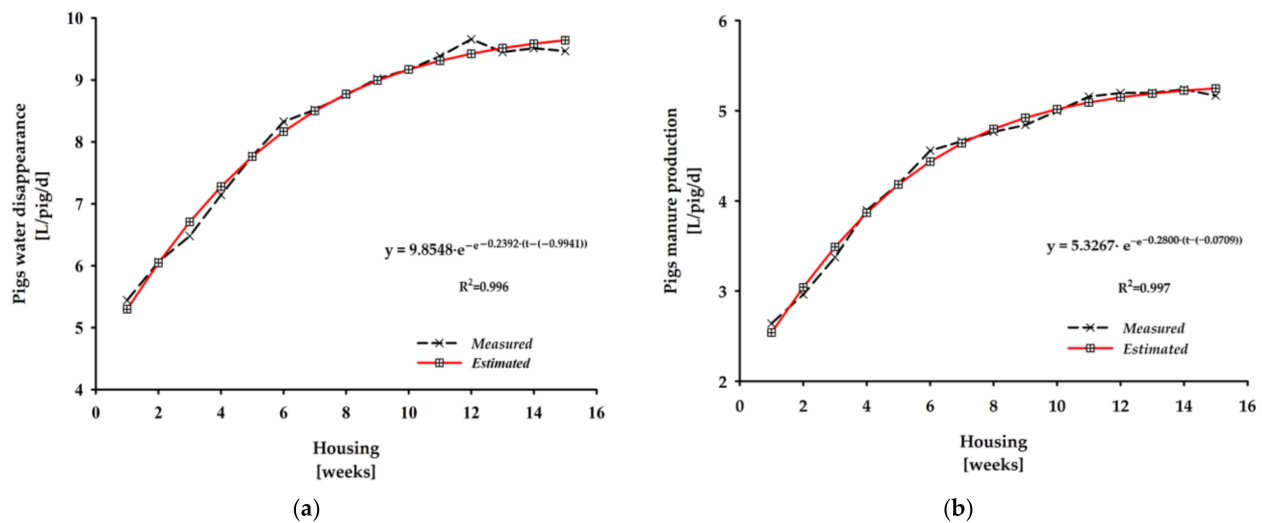 10
9
8
7
6
5
4
Pigs water disappearance
[L/pig/d]
y = 9.8548·e−e−0.2392·(t−(−0.9941))
R²=0.996
Measured
Estimated
0 2 4 6 8 10 12 14 16
Housing
[weeks]
(a)
6
5
4
3
2
Pigs manure production
[L/pig/d]
y = 5.3267· e−e−0.2800·(t−(−0.0709))
R²=0.997
Measured
Estimated
0 2 4 6 8 10 12 14 16
Housing
[weeks]
(b)